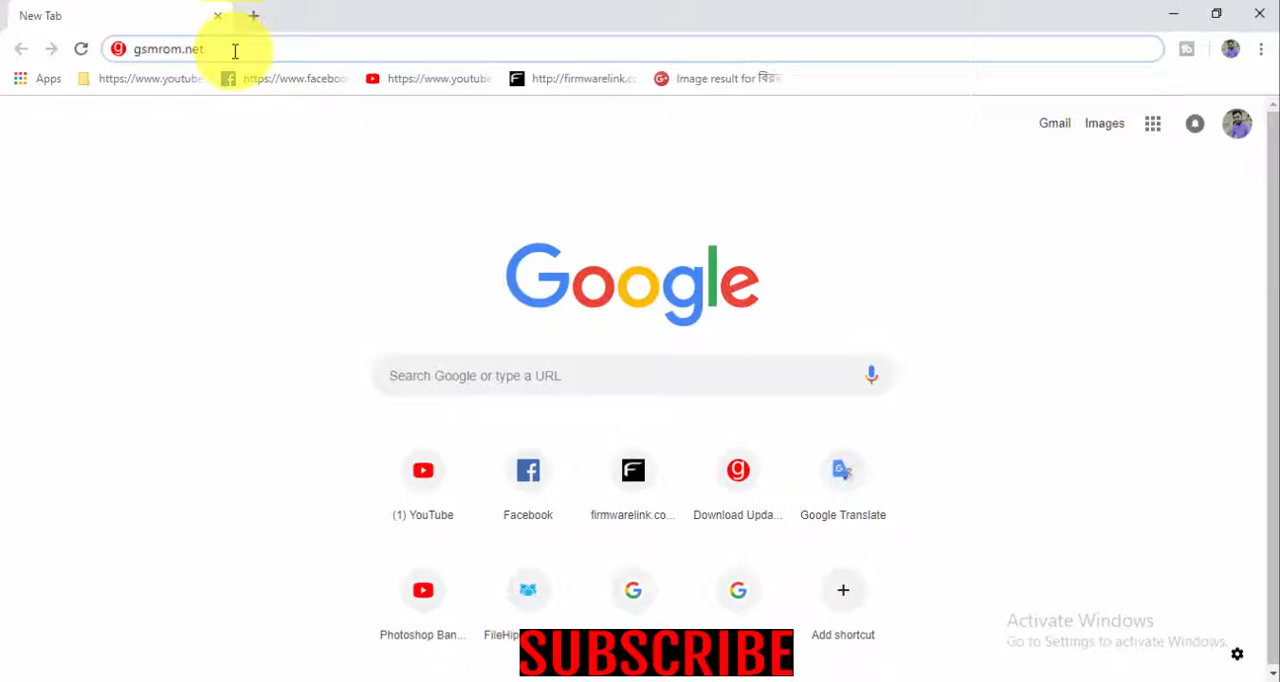 New Tab
gsmrom.net
Apps
https://www.youtube
https://www.facebo
https://www.youtube
http://firmwarelink.cc
Image result for বিয়
Gmail
Images
Google
Search Google or type a URL
(1) YouTube
Facebook
firmwarelink.co...
Download Upda...
Google Translate
Photoshop Ban...
FileHip
Add shortcut
SUBSCRIBE
Activate Windows
Go to Settings to activate Windows.